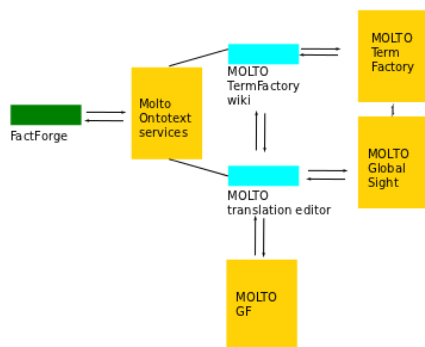 MOLTO
Term
Factory
MOLTO
TermFactory
wiki
Molto
Ontotext
services
FactForge
MOLTO
Global
Sight
MOLTO
translation editor
MOLTO
GF